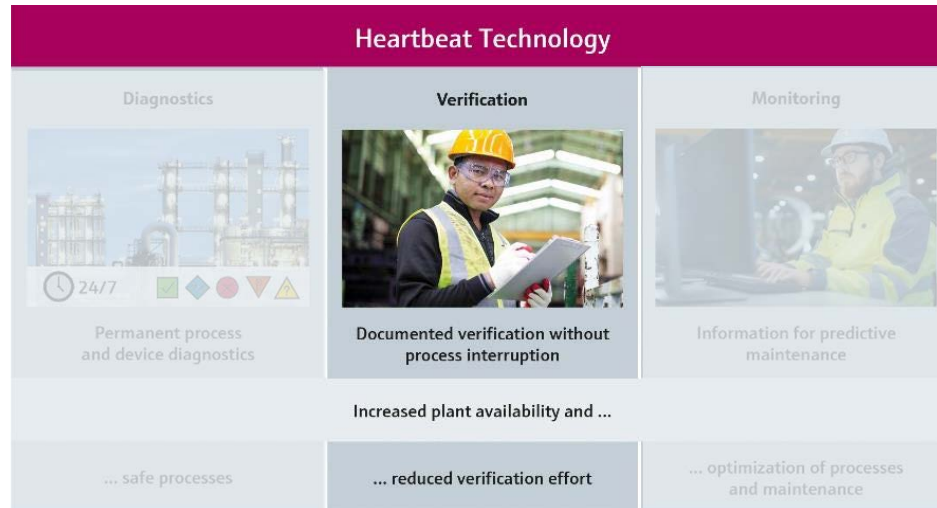 Heartbeat Technology
Diagnostics
Verification
Monitoring
24/7
?
Permanent process
and device diagnostics
Documented verification without
process interruption
Information for predictive
maintenance
Increased plant availability and ...
... safe processes
... reduced verification effort
... optimization of processes
and maintenance